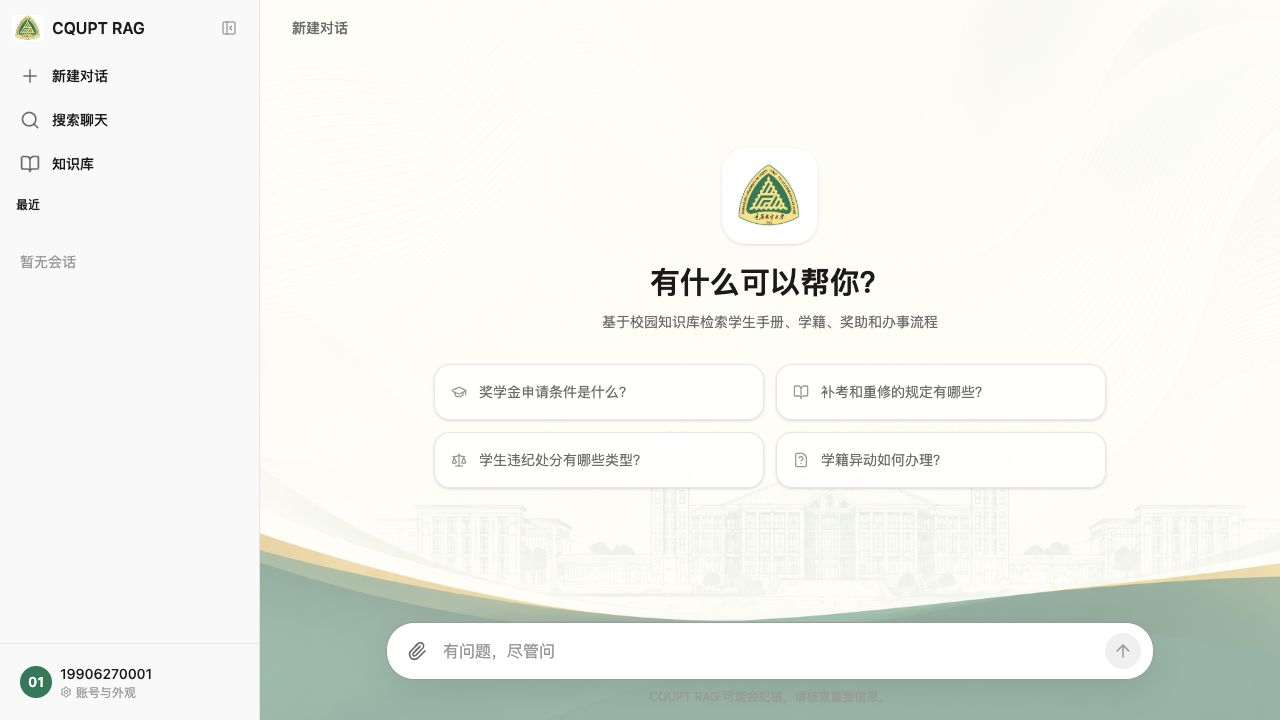 CQUPT RAG
新建对话
搜索聊天
知识库
最近
暂无会话
19906270001
01
账号与外观
新建对话
有什么可以帮你?
基于校园知识库检索学生手册、学籍、奖助和办事流程
奖学金申请条件是什么?
补考和重修的规定有哪些?
学生违纪处分有哪些类型?
学籍异动如何办理?
有问题，尽管问
CQUPT RAG 可能会犯错，请核查重要信息。